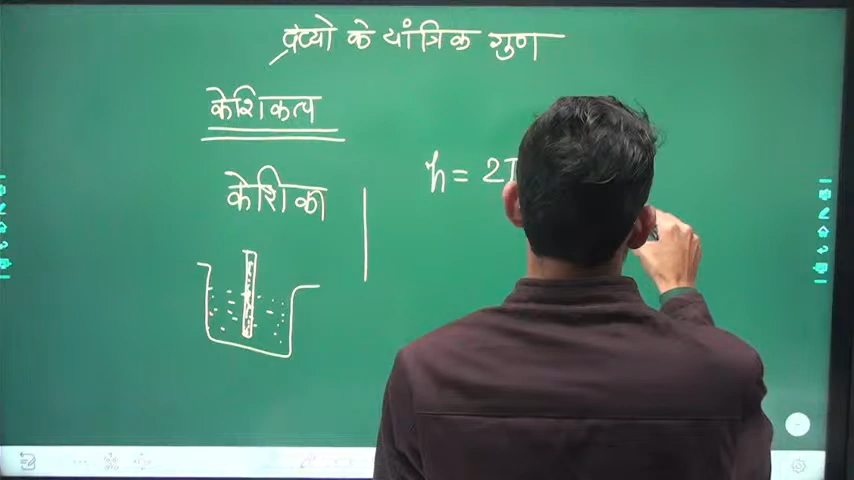 द्रव्यो के यांत्रिक गुण
केशिकत्व
केशिका
h = 2T